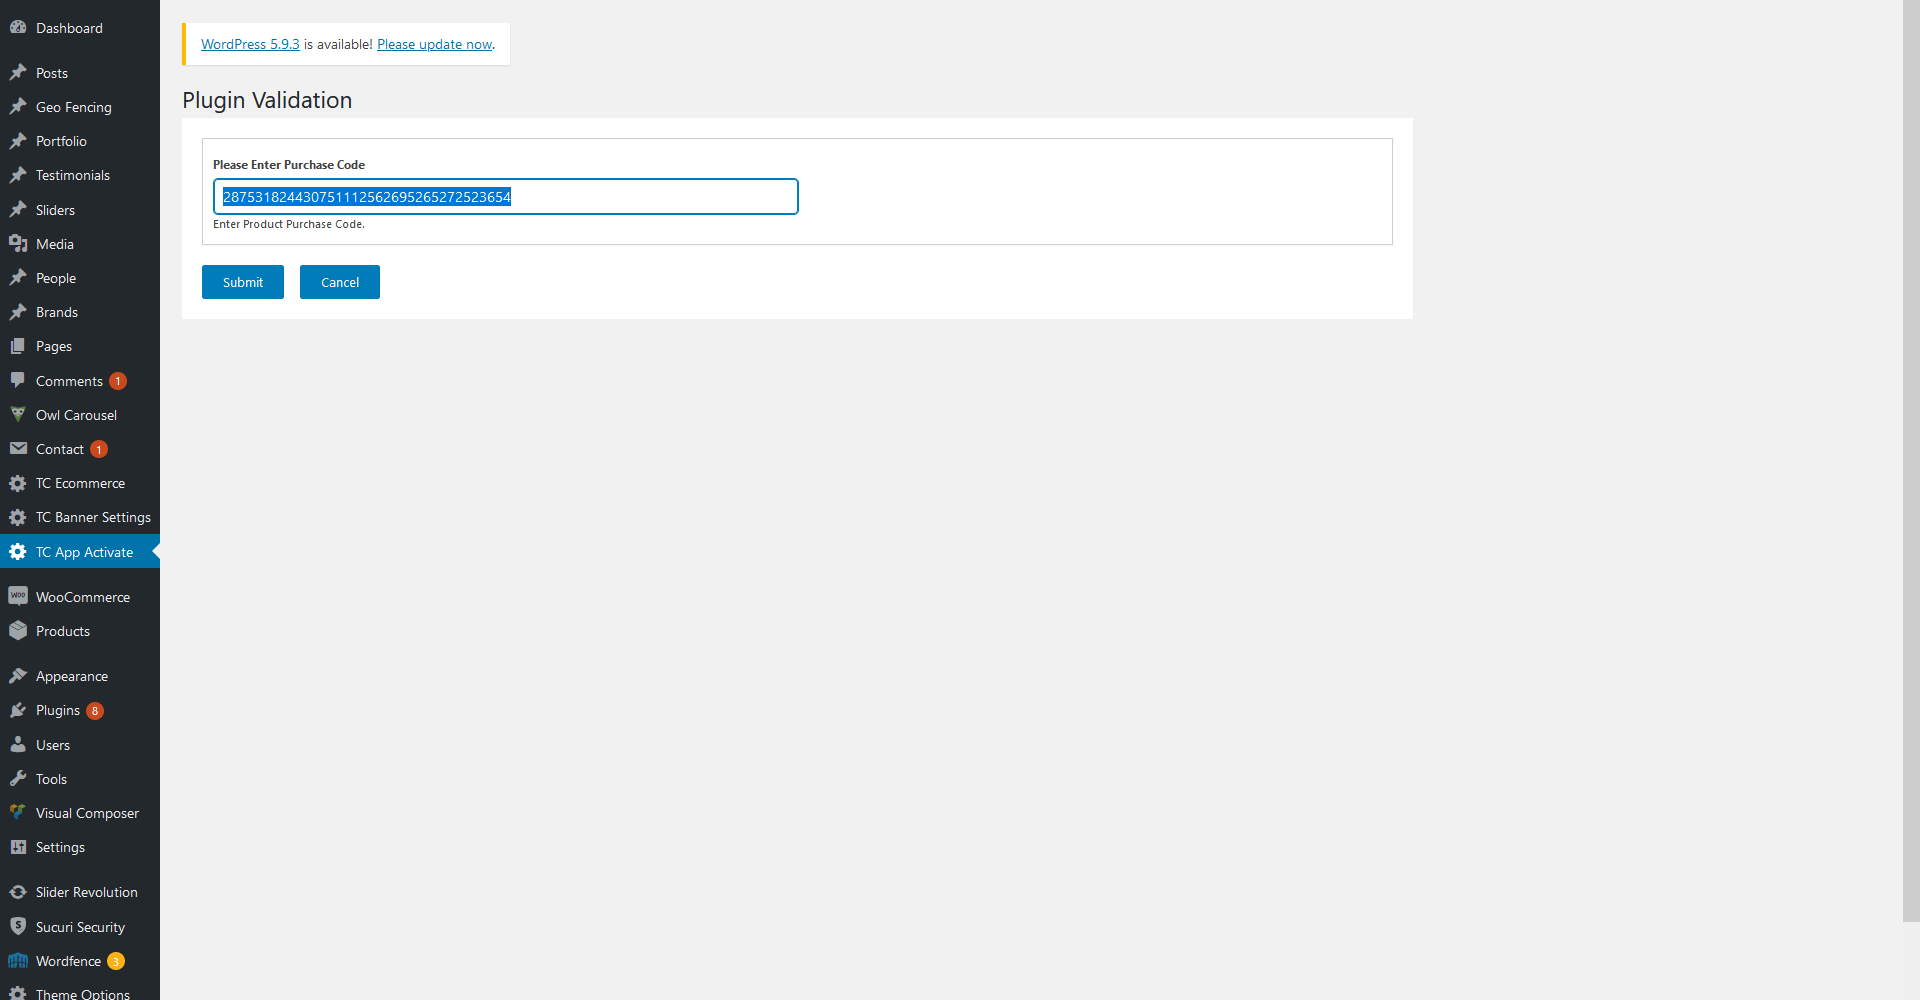 Dashboard
Posts
Geo Fencing
Portfolio
Testimonials
Sliders
Media
People
Brands
Pages
Comments 1
Owl Carousel
Contact 1
TC Ecommerce
TC Banner Settings
TC App Activate
WooCommerce
Products
Appearance
Plugins 8
Users
Tools
Visual Composer
Settings
Slider Revolution
Sucuri Security
Wordfence 3
Theme Options
WordPress 5.9.3 is available! Please update now.
Plugin Validation
Please Enter Purchase Code
287531824430751112562695265272523654
Enter Product Purchase Code.
Submit Cancel